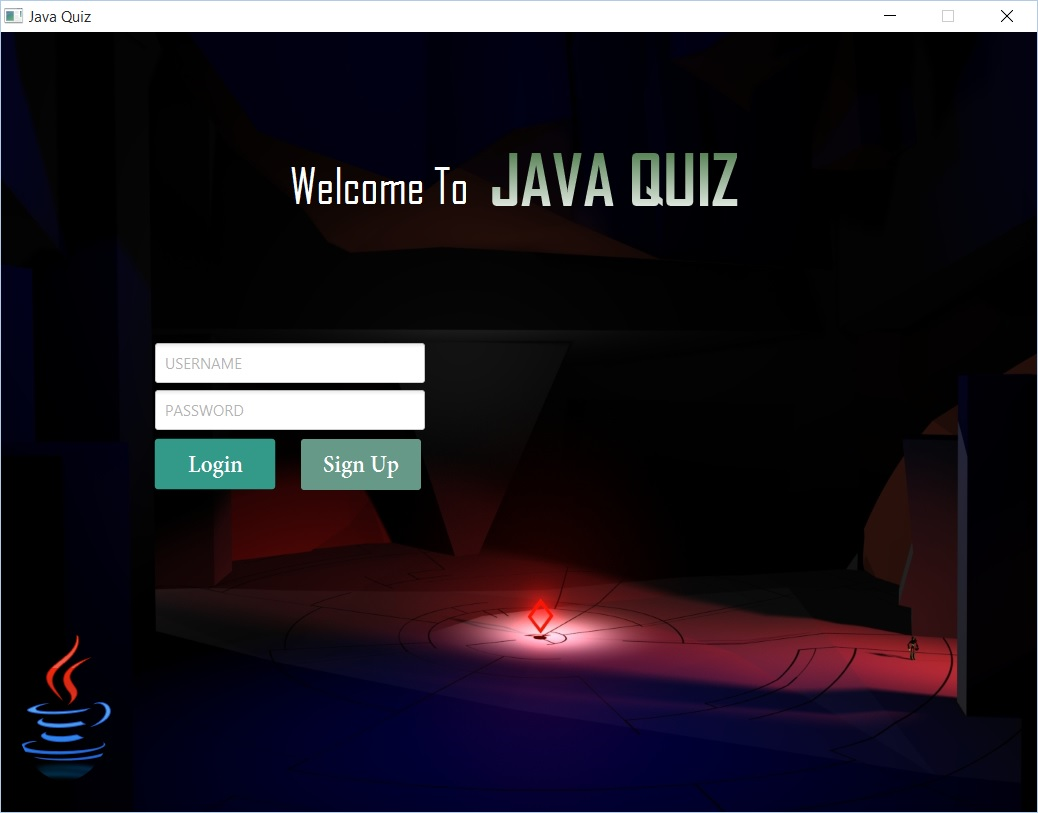 Java Quiz
Welcome To JAVA QUIZ
USERNAME
PASSWORD
Login Sign Up